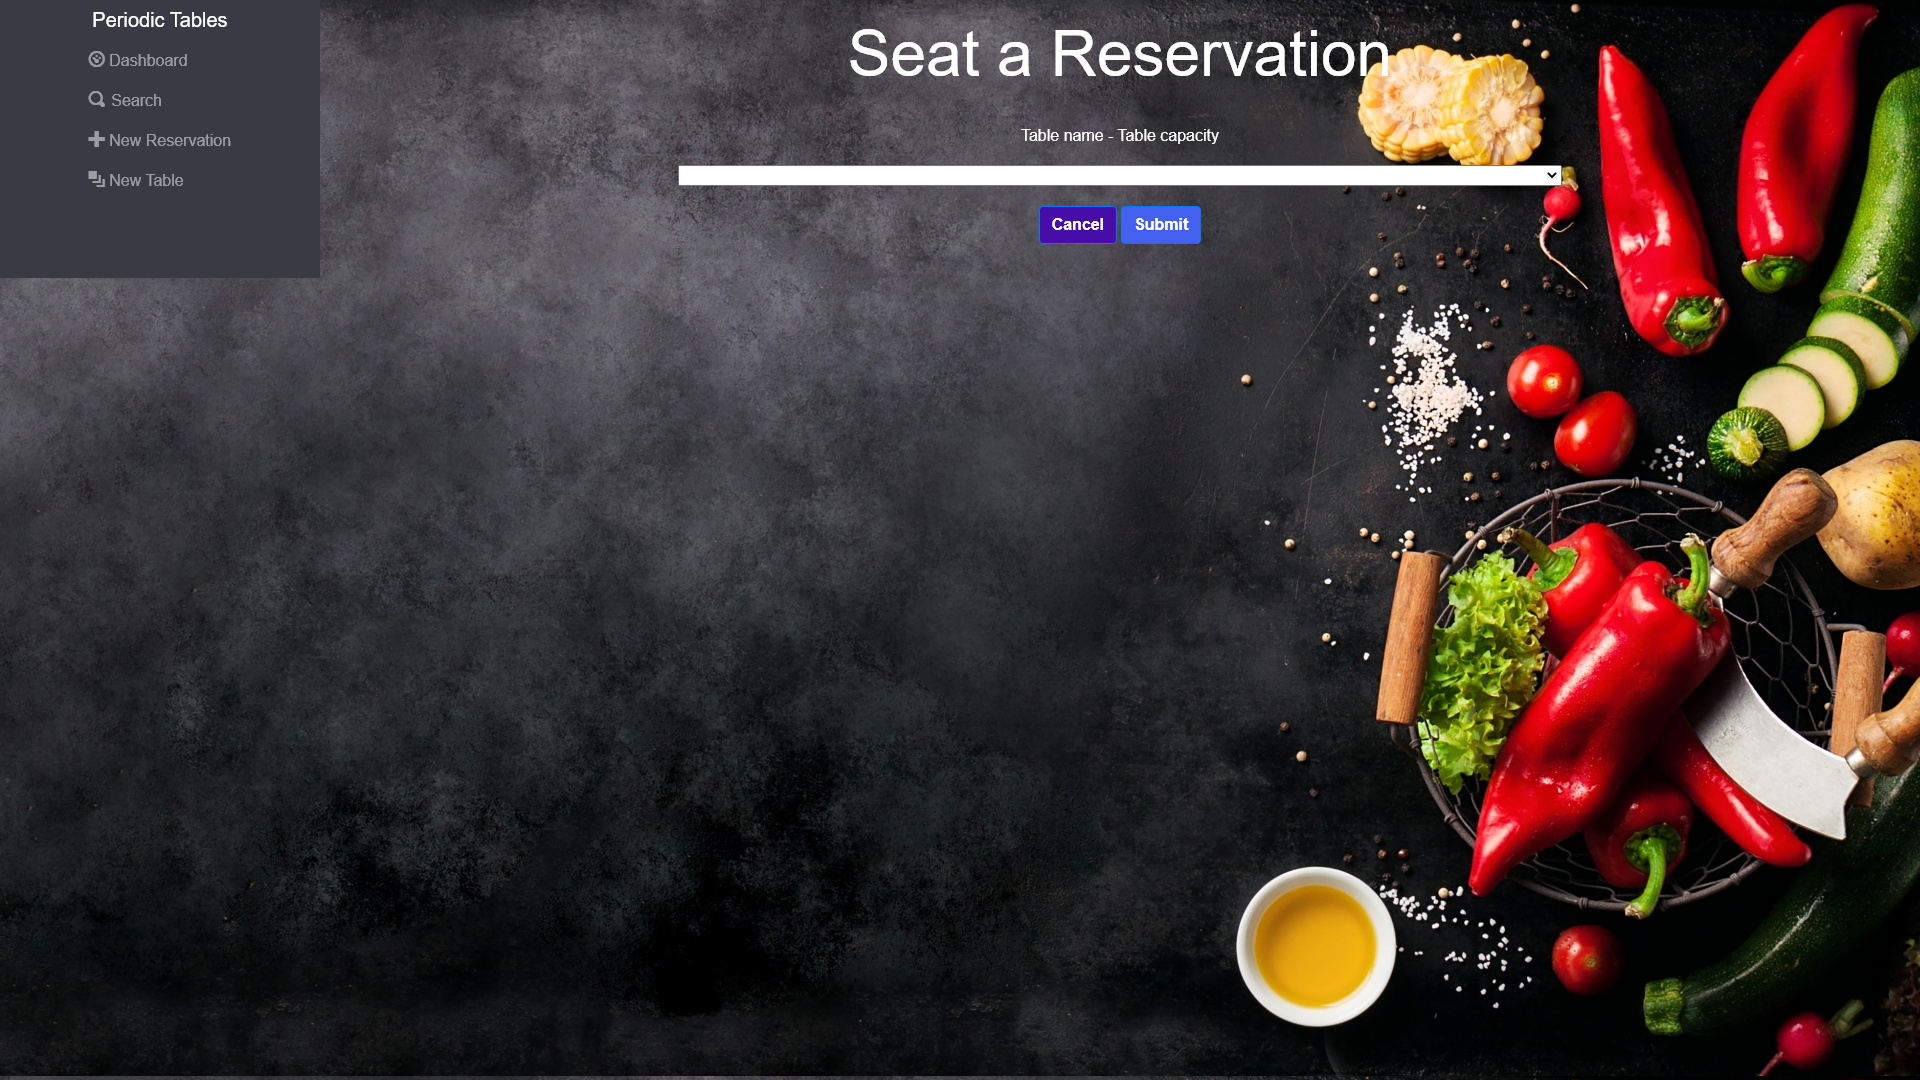 Periodic Tables
Dashboard
Search
New Reservation
New Table
Seat a Reservation
Table name - Table capacity
Cancel
Submit